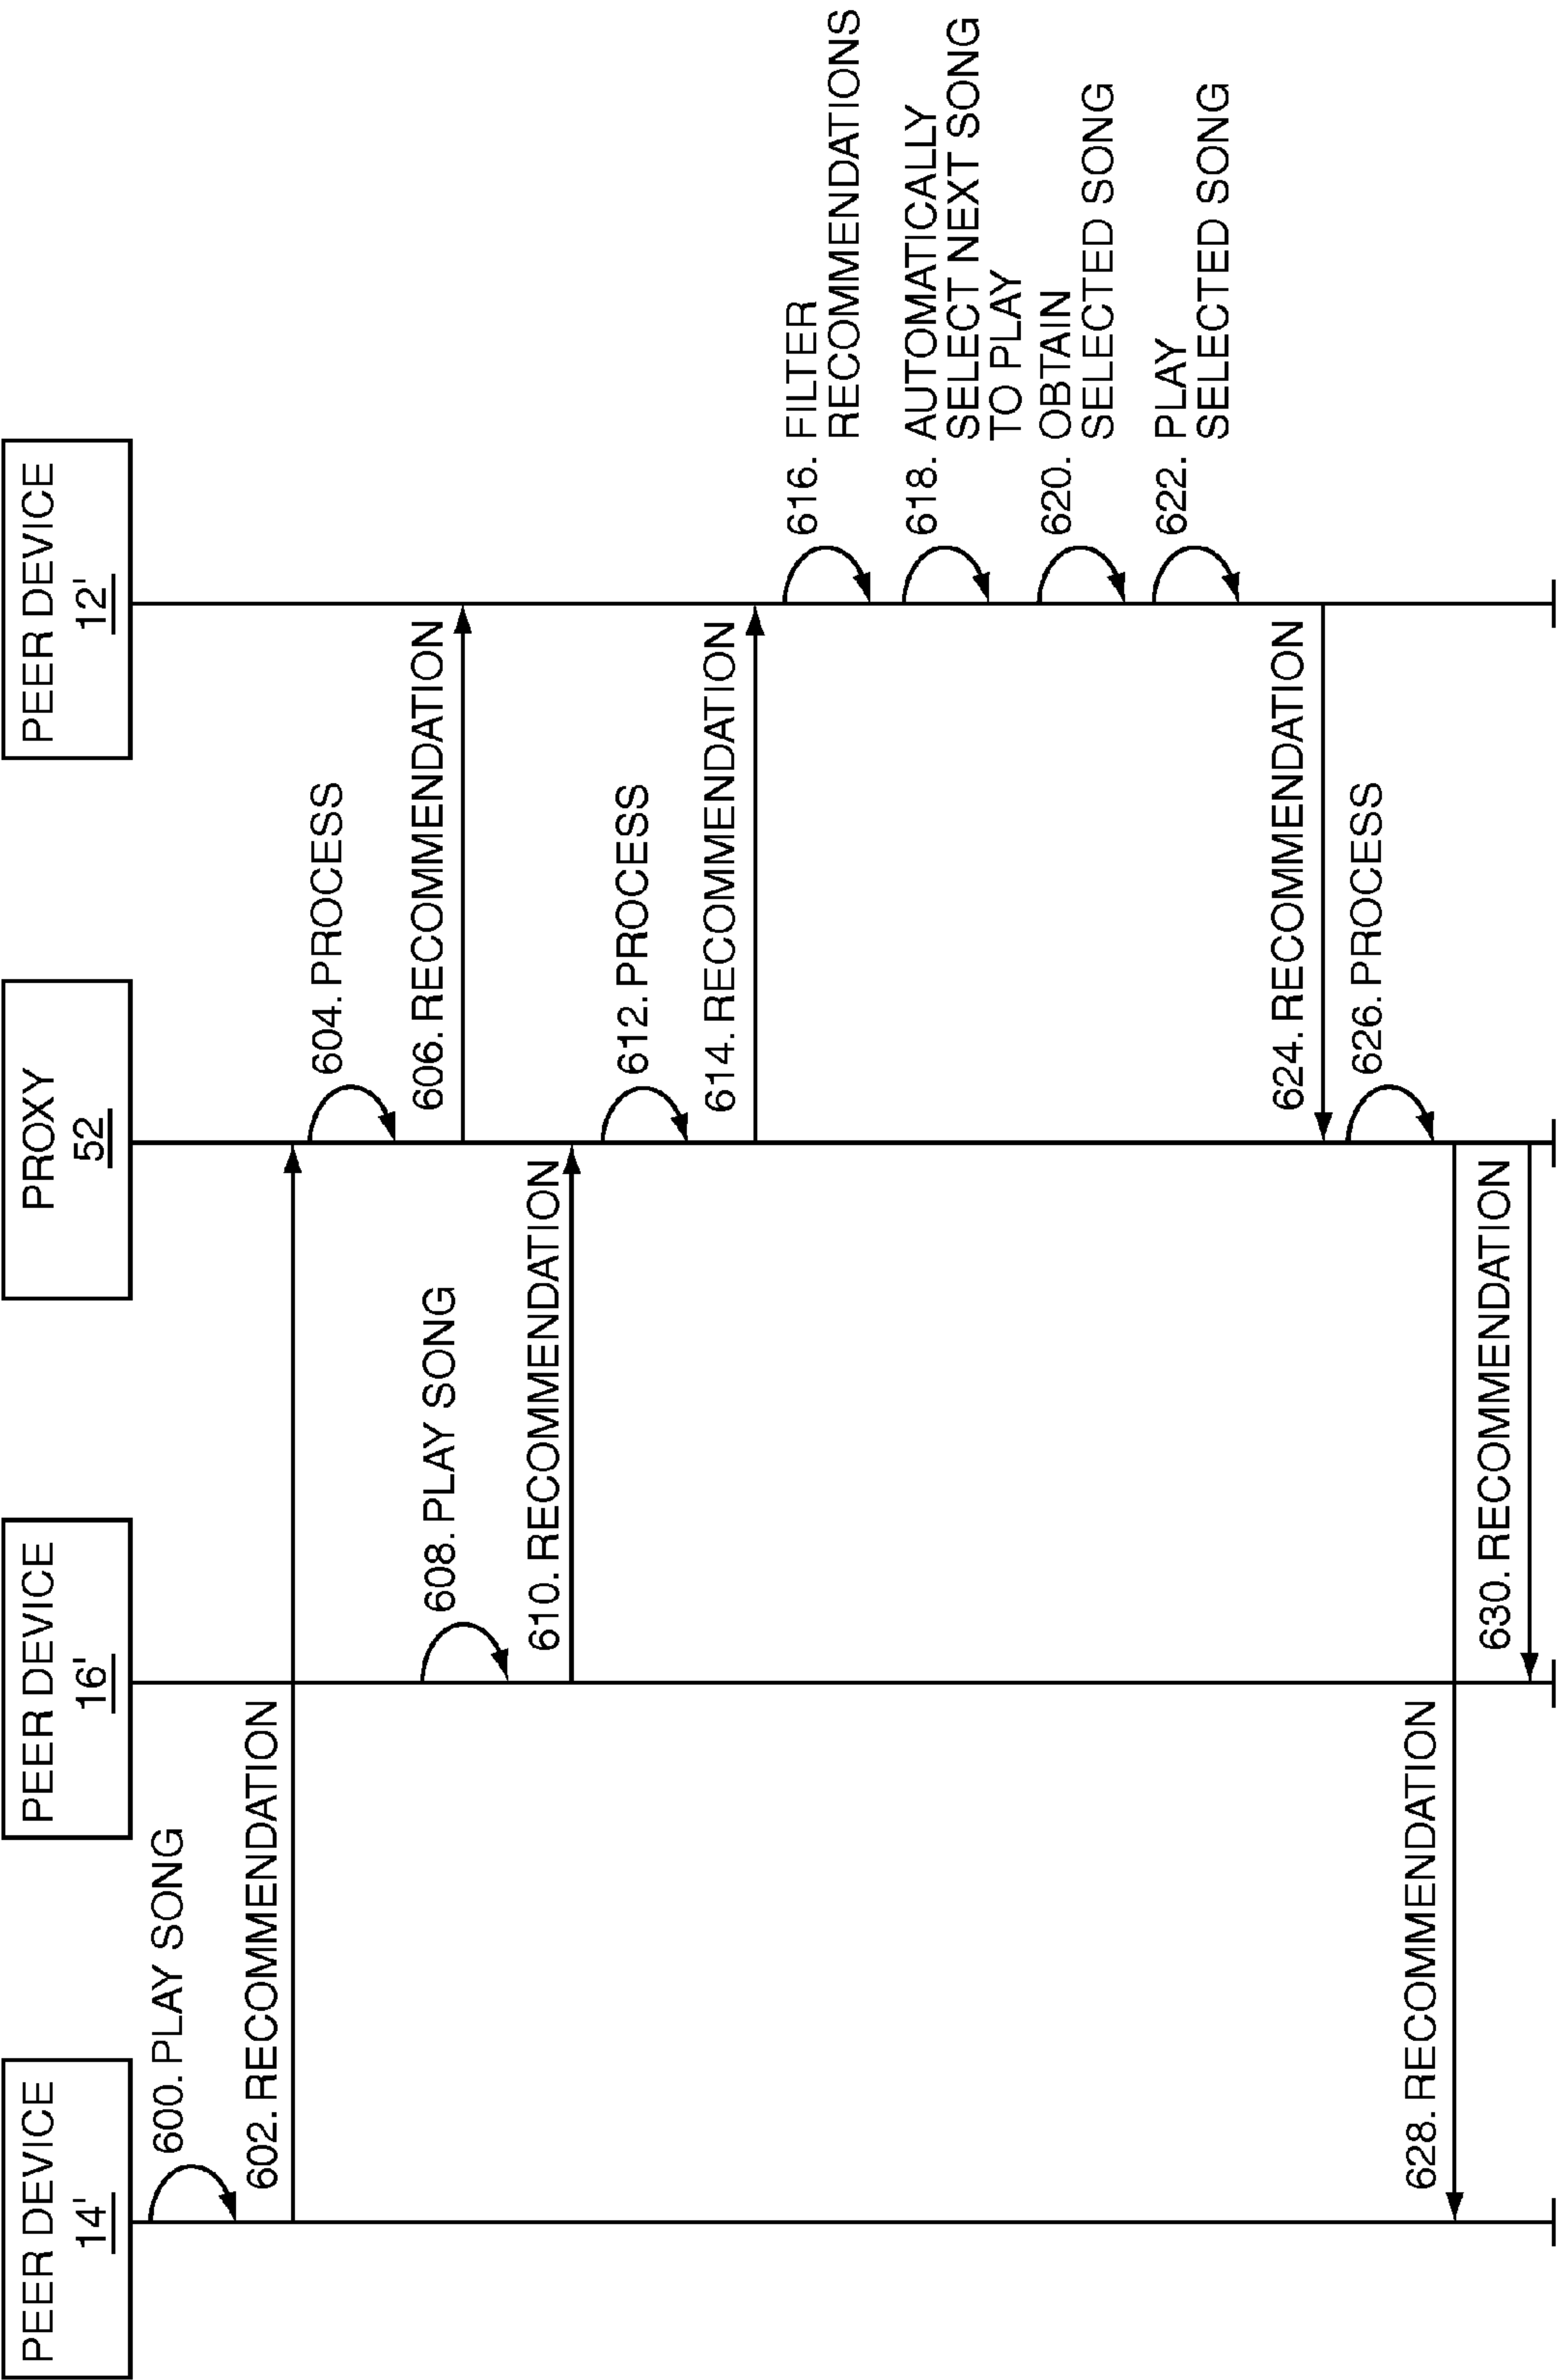 PEER DEVICE
14'
PEER DEVICE
16'
PROXY
52
PEER DEVICE
12'
600. PLAY SONG
602. RECOMMENDATION
604. PROCESS
606. RECOMMENDATION
608. PLAY SONG
610. RECOMMENDATION
612. PROCESS
614. RECOMMENDATION
616. FILTER
RECOMMENDATIONS
618. AUTOMATICALLY
SELECT NEXT SONG
TO PLAY
620. OBTAIN
SELECTED SONG
622. PLAY
SELECTED SONG
624. RECOMMENDATION
626. PROCESS
628. RECOMMENDATION
630. RECOMMENDATION